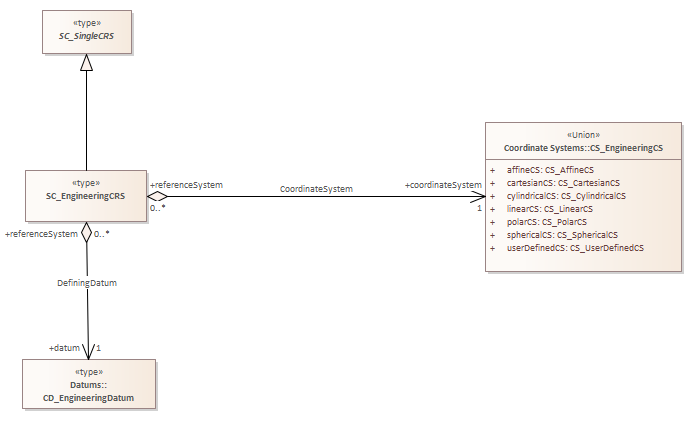 «type»
SC_SingleCRS
«Union»
Coordinate Systems::CS_EngineeringCS
+ affineCS: CS_AffineCS
+ cartesianCS: CS_CartesianCS
+ cylindricalCS: CS_CylindricalCS
+ linearCS: CS_LinearCS
+ polarCS: CS_PolarCS
+ sphericalCS: CS_SphericalCS
+ userDefinedCS: CS_UserDefinedCS
«type»
SC_EngineeringCRS
+referenceSystem
0..*
CoordinateSystem
+coordinateSystem
1
+referenceSystem
0..*
DefiningDatum
+datum
1
«type»
Datums::
CD_EngineeringDatum